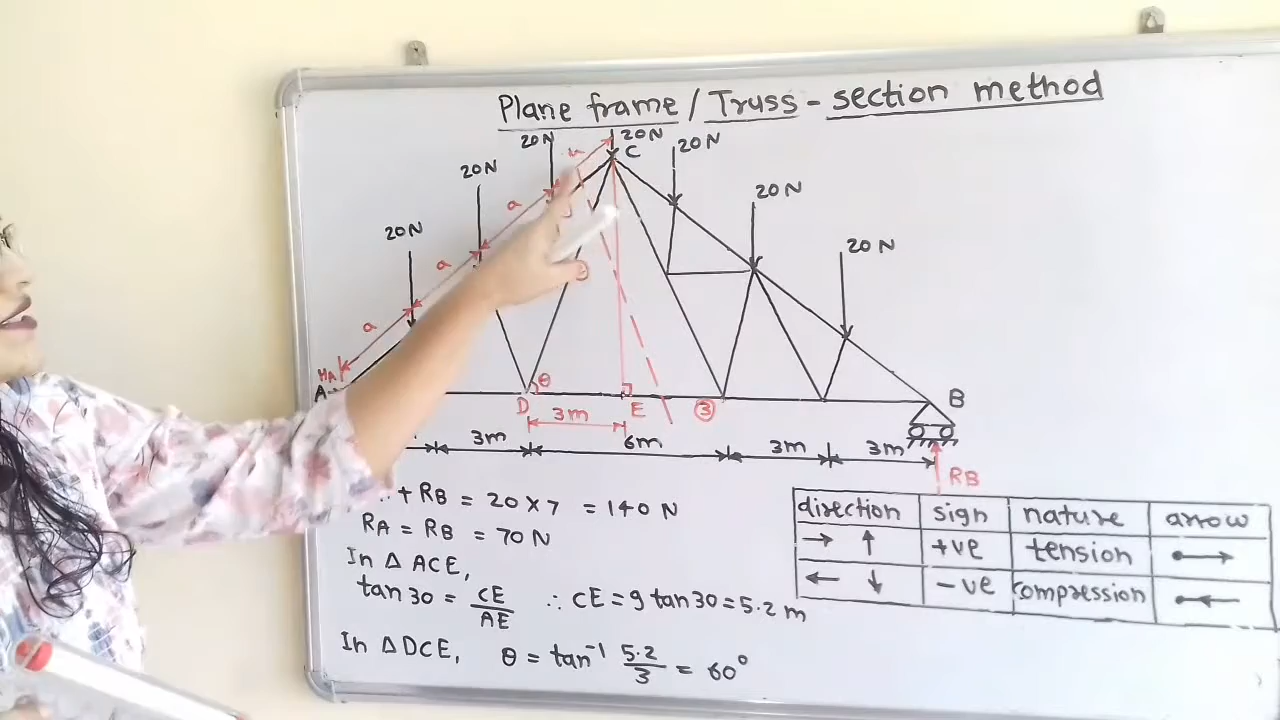 Plane frame / Truss - section method
20N
20N
C
20N
20N
a
20N
20N
a
20N
a
a
HA
A
θ
D
3m
E
③
B
3m
6m
3m
3m
RB
+ RB = 20 × 7 = 140 N
RA = RB = 70 N
In Δ ACE,
tan 30 = CE / AE ∴ CE = 9 tan 30 = 5.2 m
In Δ DCE, θ = tan⁻¹ 5.2 / 3 = 60°
direction sign nature arrow
→ ↑ +ve tension •→
← ↓ -ve compression •←